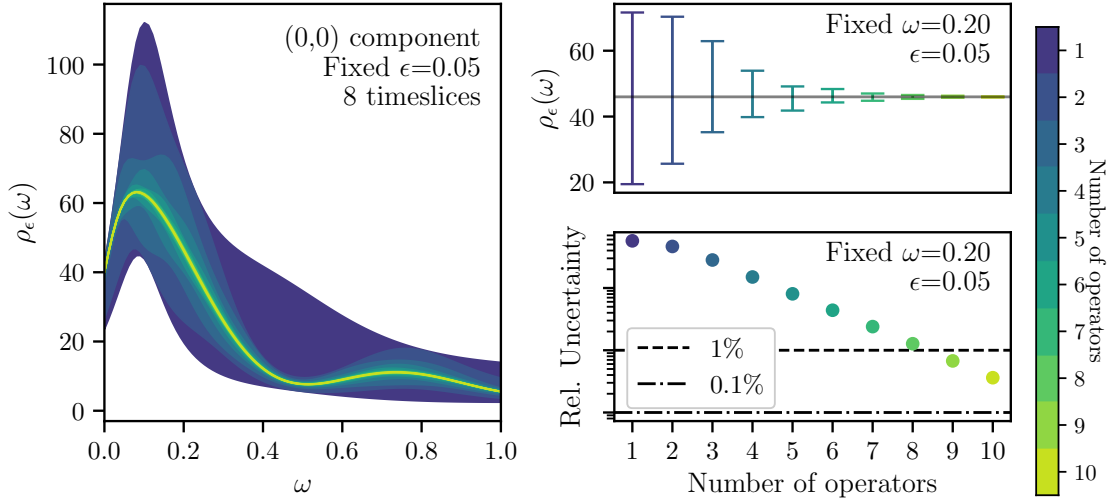 (0,0) component
Fixed ϵ=0.05
8 timeslices
ρϵ(ω)
100
80
60
40
20
0
0.0 0.2 0.4 0.6 0.8 1.0
ω
Fixed ω=0.20
ϵ=0.05
ρϵ(ω)
60
40
20
Fixed ω=0.20
ϵ=0.05
Rel. Uncertainty
1%
0.1%
1 2 3 4 5 6 7 8 9 10
Number of operators
1
2
3
4
5
6
7
8
9
10
Number of operators